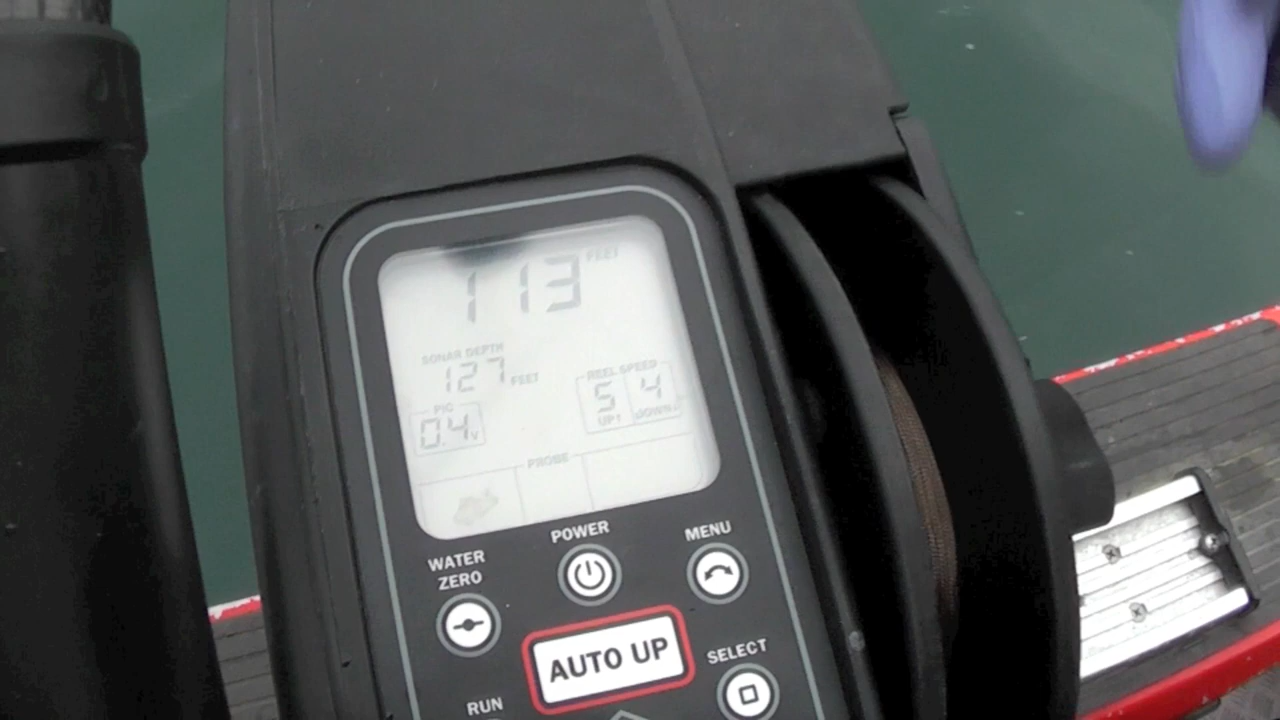 113 FEET
SONAR DEPTH
127 FEET
REEL SPEED
5 4
UP↑ DOWN↓
PIC
0.4V
PROBE
WATER ZERO
POWER
MENU
AUTO UP
SELECT
RUN